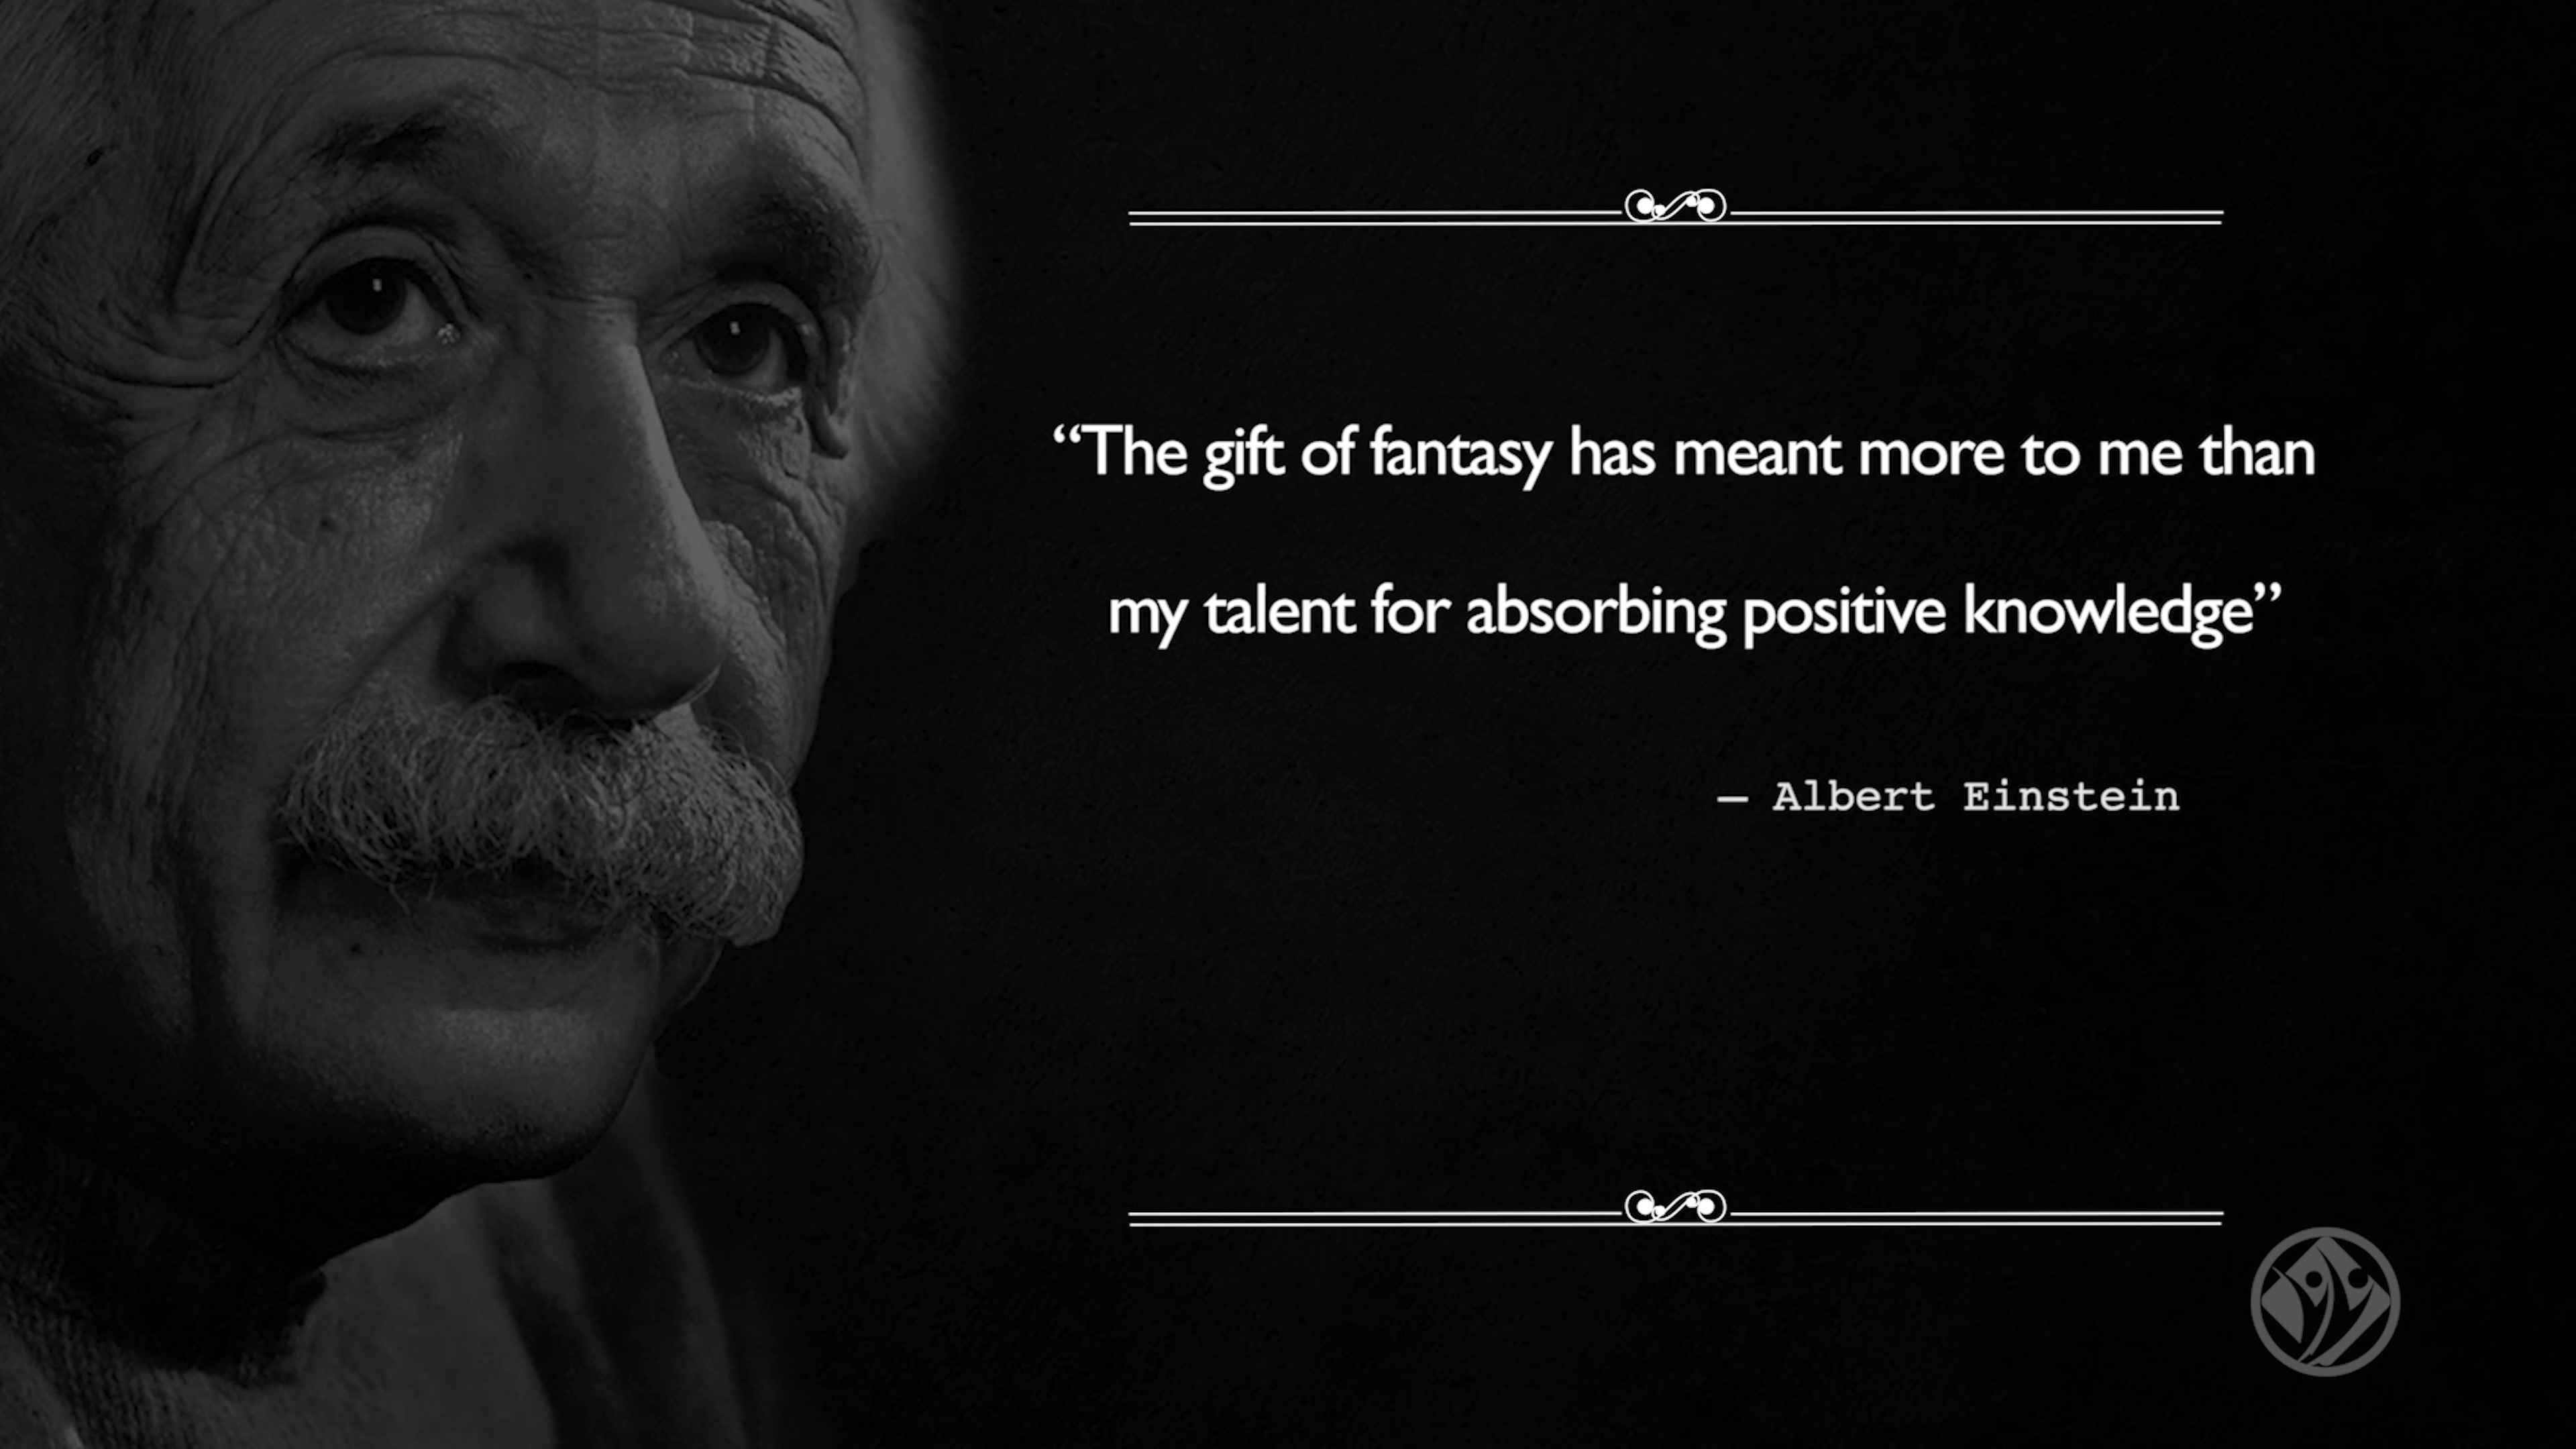 “The gift of fantasy has meant more to me than
my talent for absorbing positive knowledge”
— Albert Einstein